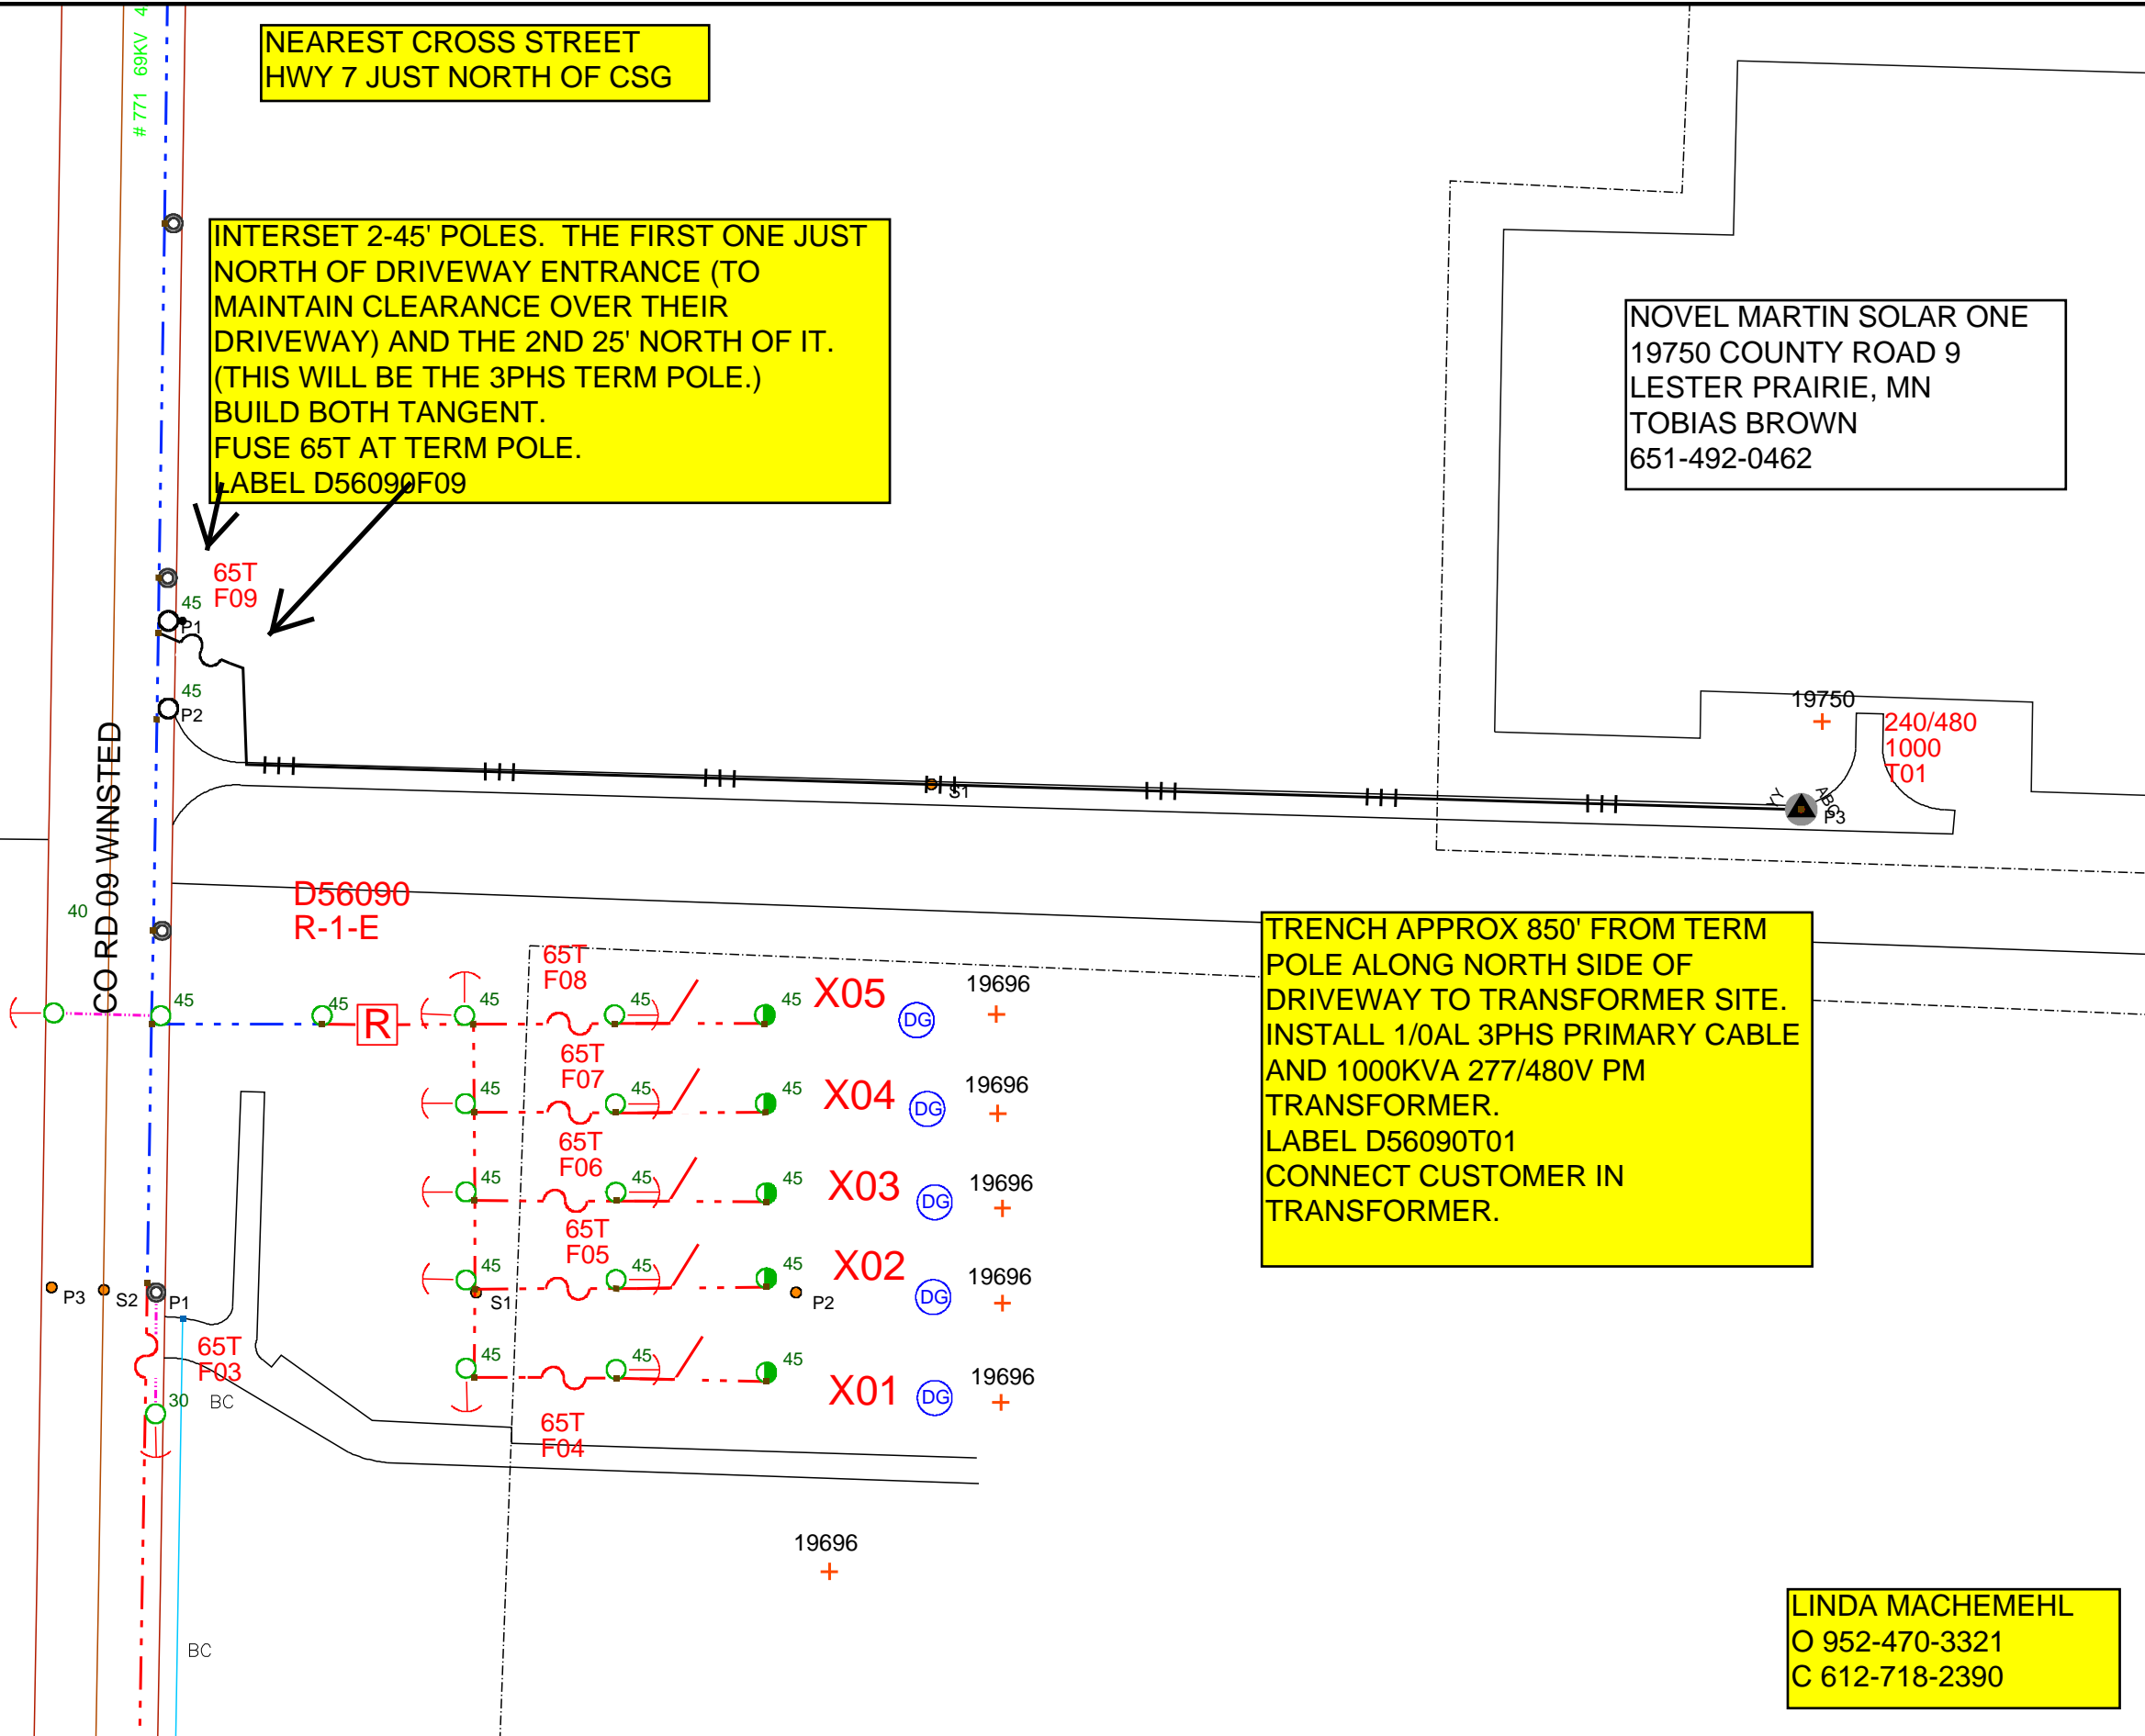 # 771 69KV 4
NEAREST CROSS STREET
HWY 7 JUST NORTH OF CSG
INTERSET 2-45' POLES. THE FIRST ONE JUST
NORTH OF DRIVEWAY ENTRANCE (TO
MAINTAIN CLEARANCE OVER THEIR
DRIVEWAY) AND THE 2ND 25' NORTH OF IT.
(THIS WILL BE THE 3PHS TERM POLE.)
BUILD BOTH TANGENT.
FUSE 65T AT TERM POLE.
LABEL D56090F09
NOVEL MARTIN SOLAR ONE
19750 COUNTY ROAD 9
LESTER PRAIRIE, MN
TOBIAS BROWN
651-492-0462
65T
F09
45
P1
45
P2
CO RD 09 WINSTED
S1
19750
240/480
1000
T01
YY
ABC
P3
40
D56090
R-1-E
TRENCH APPROX 850' FROM TERM
POLE ALONG NORTH SIDE OF
DRIVEWAY TO TRANSFORMER SITE.
INSTALL 1/0AL 3PHS PRIMARY CABLE
AND 1000KVA 277/480V PM
TRANSFORMER.
LABEL D56090T01
CONNECT CUSTOMER IN
TRANSFORMER.
45
45
R
45
65T
F08
45
45
X05
DG
19696
45
65T
F07
45
45
X04
DG
19696
45
65T
F06
45
45
X03
DG
19696
45
65T
F05
45
45
X02
DG
19696
P3
S2
P1
S1
P2
65T
F03
30
BC
45
45
45
X01
DG
19696
65T
F04
19696
BC
LINDA MACHEMEHL
O 952-470-3321
C 612-718-2390